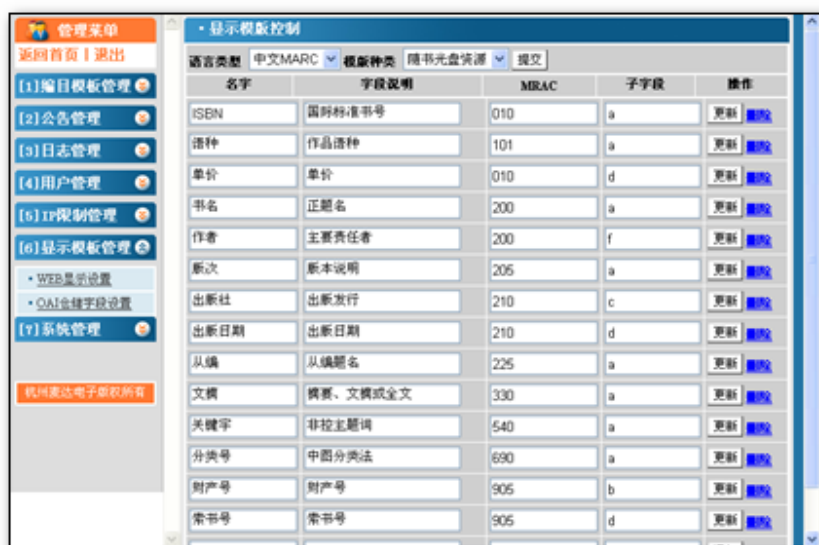 管理菜单
返回首页 | 退出
[1]编目模板管理
[2]公告管理
[3]日志管理
[4]用户管理
[5]IP限制管理
[6]显示模板管理
• WEB显示设置
• OAI仓储字段设置
[7]系统管理
杭州麦达电子版权所有
• 显示模版控制
语言类型 中文MARC 模版种类 随书光盘资源 提交
名字 字段说明 MRAC 子字段 操作
ISBN 国际标准书号 010 a 更新 删除
语种 作品语种 101 a 更新 删除
单价 单价 010 d 更新 删除
书名 正题名 200 a 更新 删除
作者 主要责任者 200 f 更新 删除
版次 版本说明 205 a 更新 删除
出版社 出版发行 210 c 更新 删除
出版日期 出版日期 210 d 更新 删除
丛编 丛编题名 225 a 更新 删除
文摘 摘要、文摘或全文 330 a 更新 删除
关键字 非控主题词 540 a 更新 删除
分类号 中图分类法 690 a 更新 删除
财产号 财产号 905 b 更新 删除
索书号 索书号 905 d 更新 删除